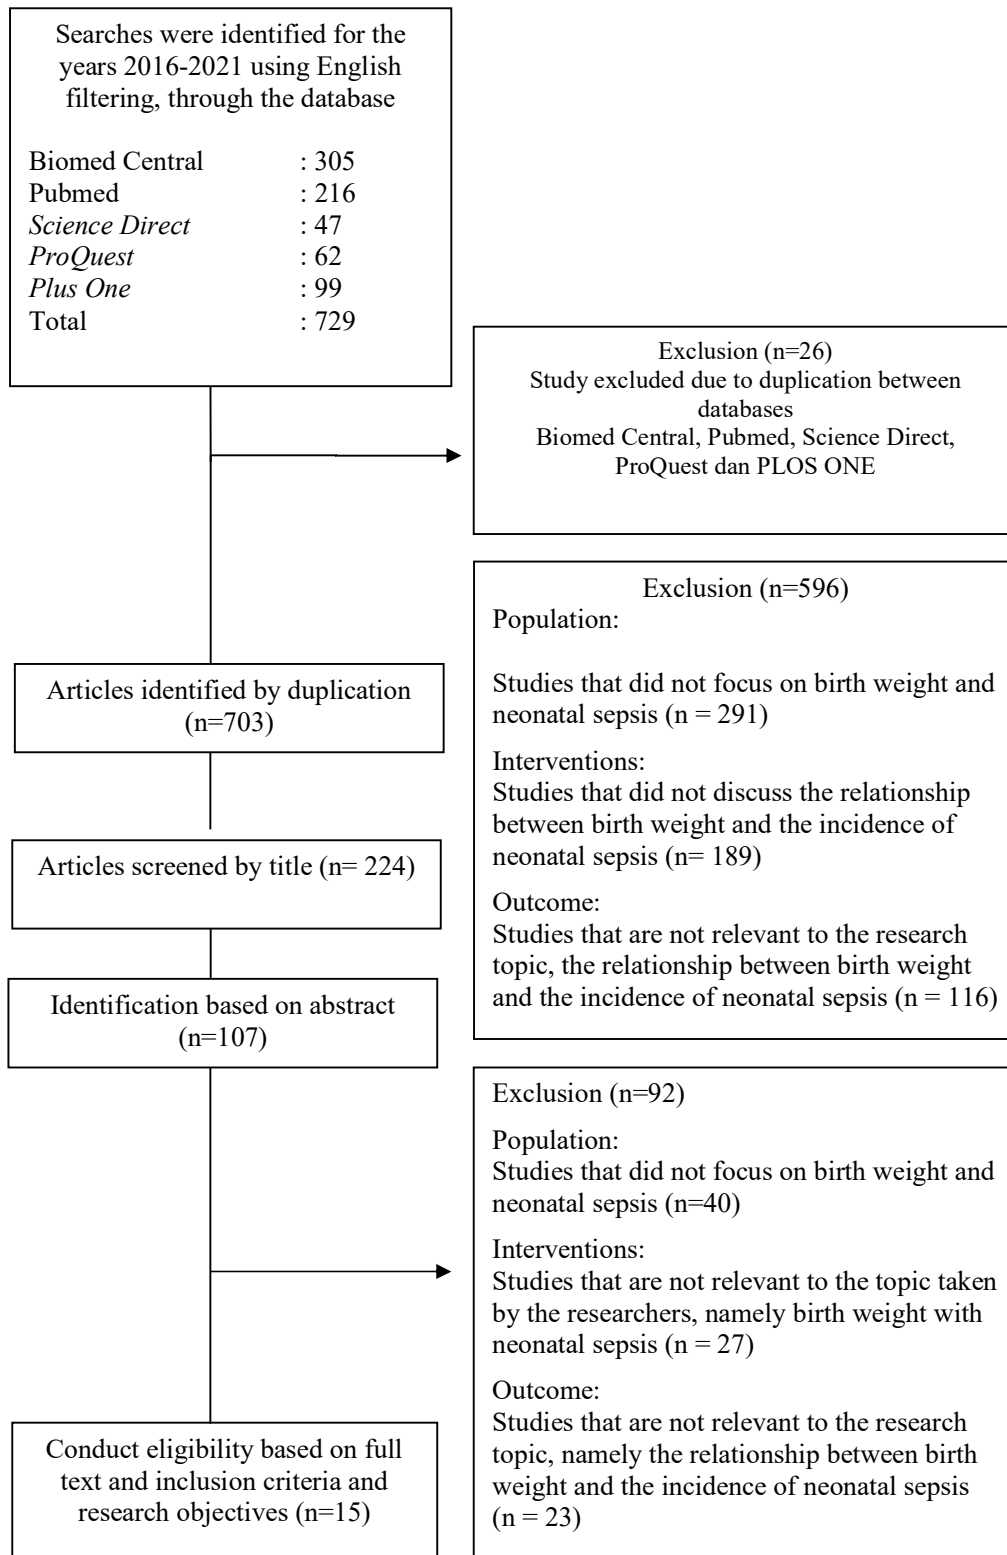 Searches were identified for the
years 2016-2021 using English
filtering, through the database
Biomed Central : 305
Pubmed : 216
Science Direct : 47
ProQuest : 62
Plus One : 99
Total : 729
Exclusion (n=26)
Study excluded due to duplication between
databases
Biomed Central, Pubmed, Science Direct,
ProQuest dan PLOS ONE
Articles identified by duplication
(n=703)
Exclusion (n=596)
Population:
Studies that did not focus on birth weight and
neonatal sepsis (n = 291)
Interventions:
Studies that did not discuss the relationship
between birth weight and the incidence of
neonatal sepsis (n= 189)
Outcome:
Studies that are not relevant to the research
topic, the relationship between birth weight
and the incidence of neonatal sepsis (n = 116)
Articles screened by title (n= 224)
Identification based on abstract
(n=107)
Exclusion (n=92)
Population:
Studies that did not focus on birth weight and
neonatal sepsis (n=40)
Interventions:
Studies that are not relevant to the topic taken
by the researchers, namely birth weight with
neonatal sepsis (n = 27)
Outcome:
Studies that are not relevant to the research
topic, namely the relationship between birth
weight and the incidence of neonatal sepsis
(n = 23)
Conduct eligibility based on full
text and inclusion criteria and
research objectives (n=15)